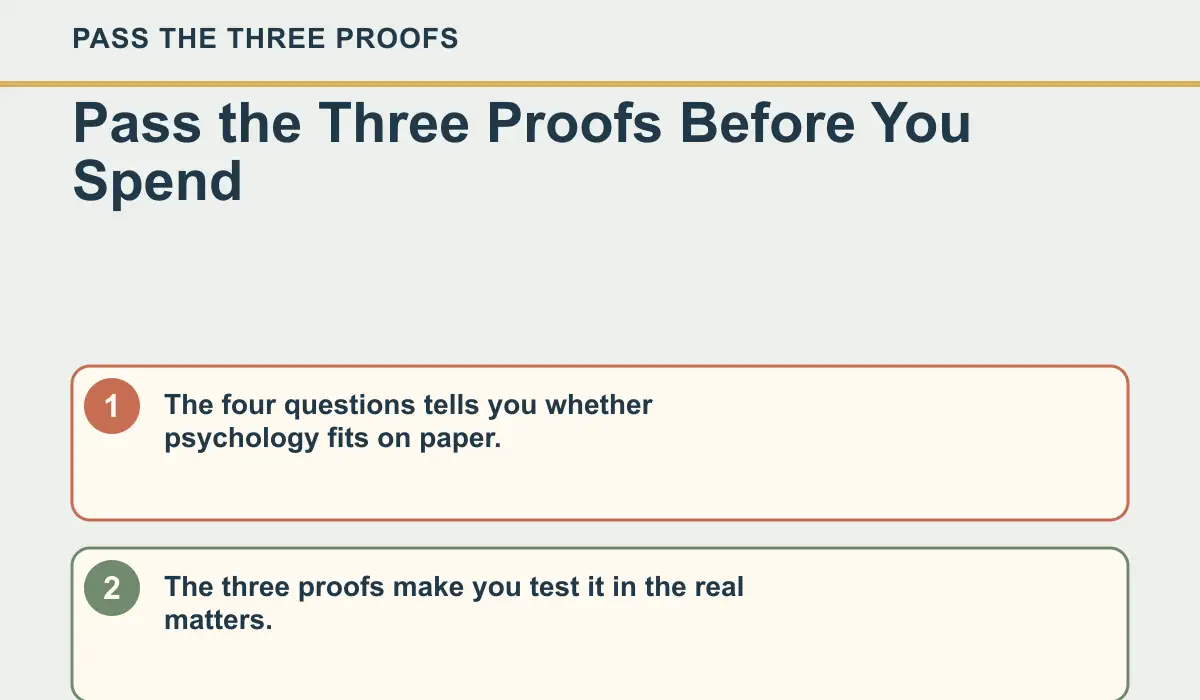 PASS THE THREE PROOFS
Pass the Three Proofs Before You
Spend
1
The four questions tells you whether
psychology fits on paper.
2
The three proofs make you test it in the real
matters.